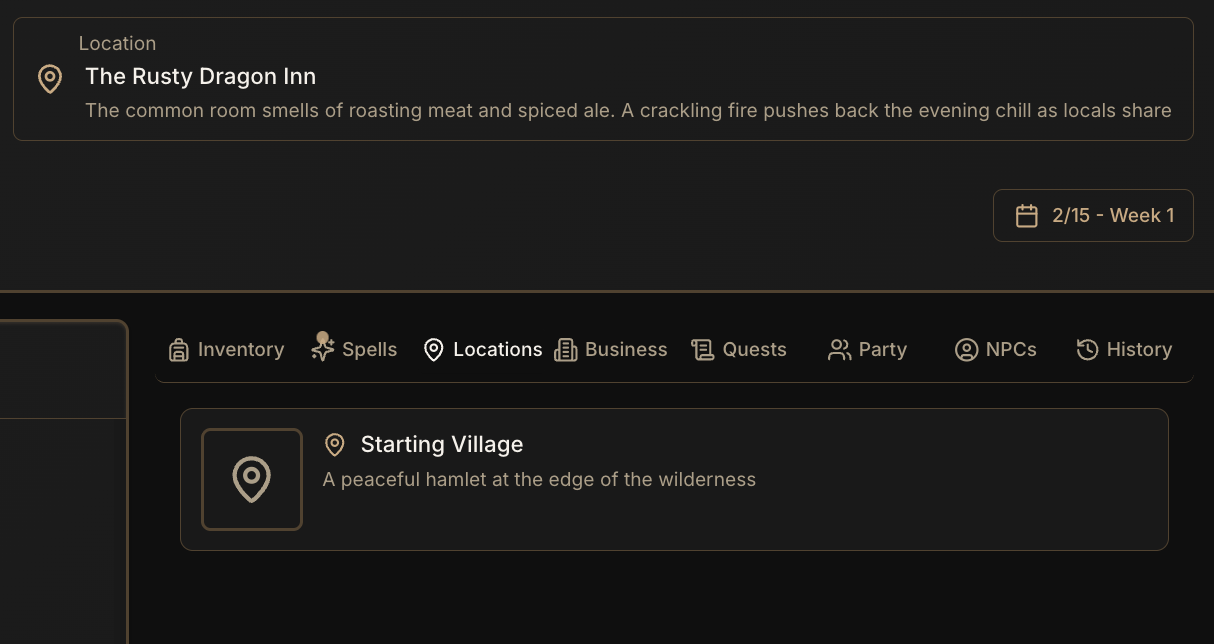 Location
The Rusty Dragon Inn
The common room smells of roasting meat and spiced ale. A crackling fire pushes back the evening chill as locals share
2/15 - Week 1
Inventory Spells Locations Business Quests Party NPCs History
Starting Village
A peaceful hamlet at the edge of the wilderness